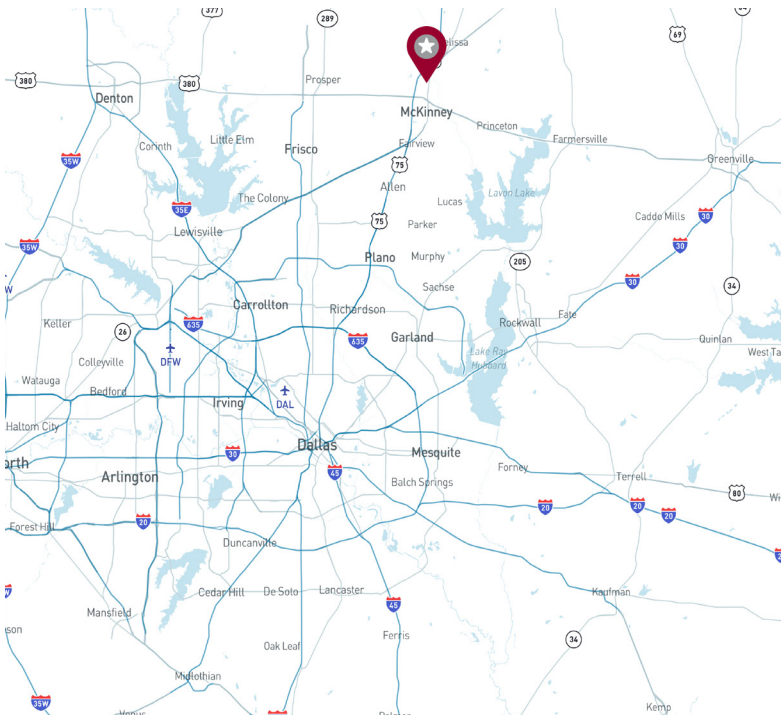 377
289
69
elissa
380
380
Prosper
Denton
McKinney
Princeton
Farmersville
Corinth
Little Elm
Frisco
Fairview
Greenville
35W
75
Allen
The Colony
Lucas
Lavon Lake
35E
75
Parker
Caddo Mills
30
Lewisville
35W
30
Plano
Murphy
205
W
Sachse
30
34
Carrollton
Richardson
Fate
Keller
26
635
Rockwall
635
Garland
Quinlan
DFW
Lake Ray
Hubbard
West Ta
Colleyville
Watauga
Bedford
DAL
Irving
Haltom City
Dallas
30
Mesquite
orth
Arlington
45
Forney
Terrell
Balch Springs
80
Wi
20
20
20
20
Forest Hill
Duncanville
Cedar Hill
De Soto
Lancaster
Kaufman
45
Mansfield
son
Ferris
34
Oak Leaf
Midlothian
35W
Kemp